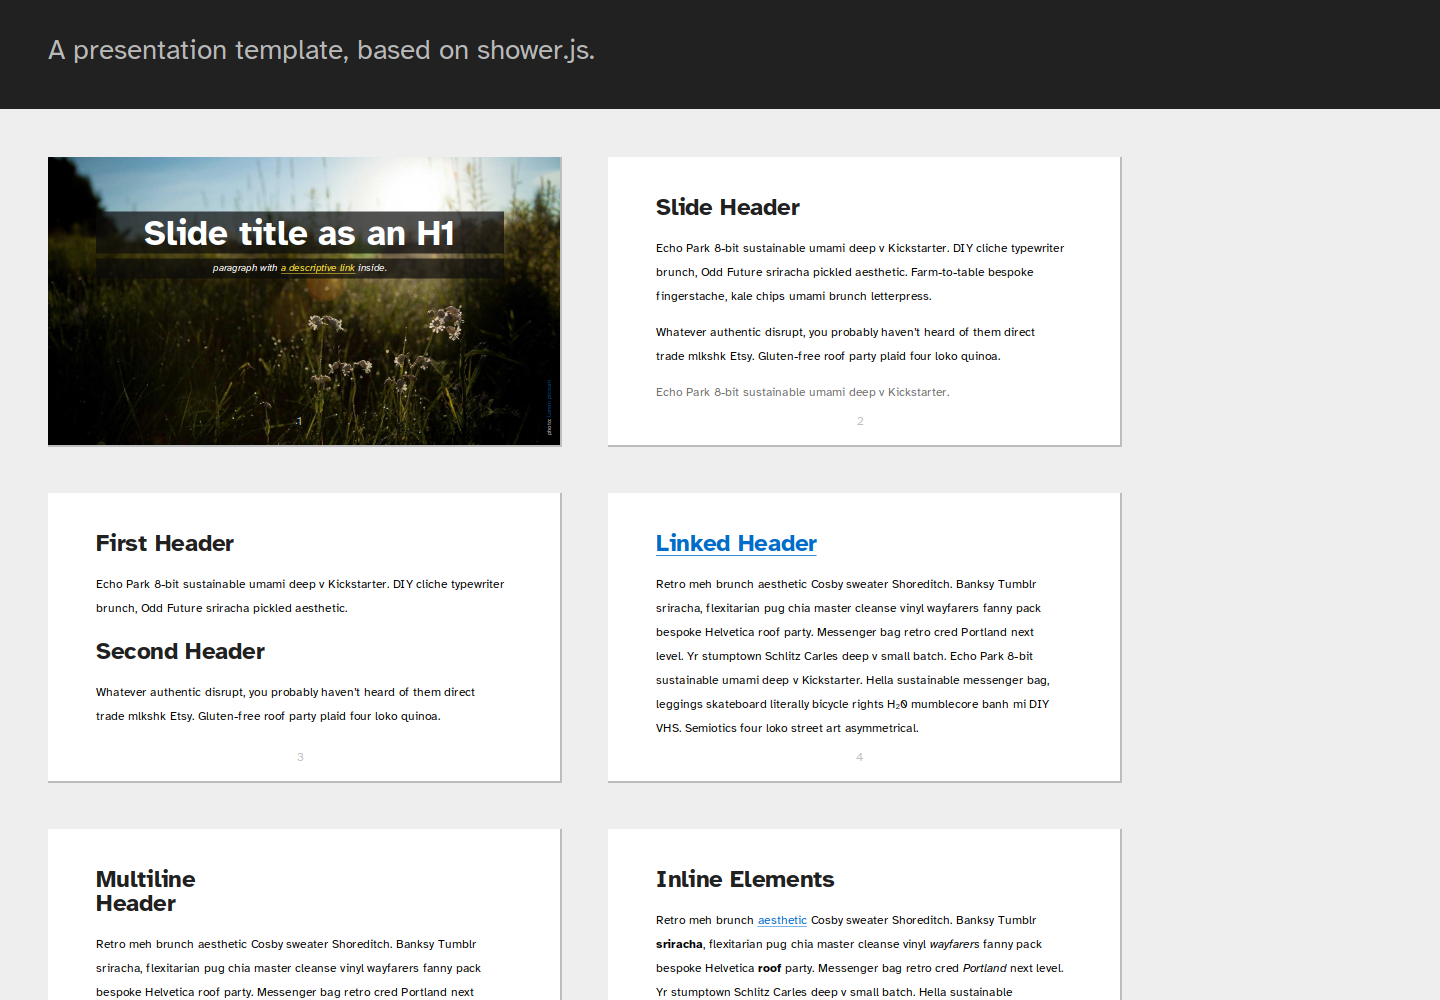 A presentation template, based on shower.js.
Slide title as an H1
paragraph with a descriptive link inside.
photo: Lorem picsum
1
Slide Header
Echo Park 8-bit sustainable umami deep v Kickstarter. DIY cliche typewriter
brunch, Odd Future sriracha pickled aesthetic. Farm-to-table bespoke
fingerstache, kale chips umami brunch letterpress.
Whatever authentic disrupt, you probably haven't heard of them direct
trade mlkshk Etsy. Gluten-free roof party plaid four loko quinoa.
Echo Park 8-bit sustainable umami deep v Kickstarter.
2
First Header
Echo Park 8-bit sustainable umami deep v Kickstarter. DIY cliche typewriter
brunch, Odd Future sriracha pickled aesthetic.
Second Header
Whatever authentic disrupt, you probably haven't heard of them direct
trade mlkshk Etsy. Gluten-free roof party plaid four loko quinoa.
3
Linked Header
Retro meh brunch aesthetic Cosby sweater Shoreditch. Banksy Tumblr
sriracha, flexitarian pug chia master cleanse vinyl wayfarers fanny pack
bespoke Helvetica roof party. Messenger bag retro cred Portland next
level. Yr stumptown Schlitz Carles deep v small batch. Echo Park 8-bit
sustainable umami deep v Kickstarter. Hella sustainable messenger bag,
leggings skateboard literally bicycle rights H₂0 mumblecore banh mi DIY
VHS. Semiotics four loko street art asymmetrical.
4
Multiline
Header
Retro meh brunch aesthetic Cosby sweater Shoreditch. Banksy Tumblr
sriracha, flexitarian pug chia master cleanse vinyl wayfarers fanny pack
bespoke Helvetica roof party. Messenger bag retro cred Portland next
Inline Elements
Retro meh brunch aesthetic Cosby sweater Shoreditch. Banksy Tumblr
sriracha, flexitarian pug chia master cleanse vinyl wayfarers fanny pack
bespoke Helvetica roof party. Messenger bag retro cred Portland next level.
Yr stumptown Schlitz Carles deep v small batch. Hella sustainable